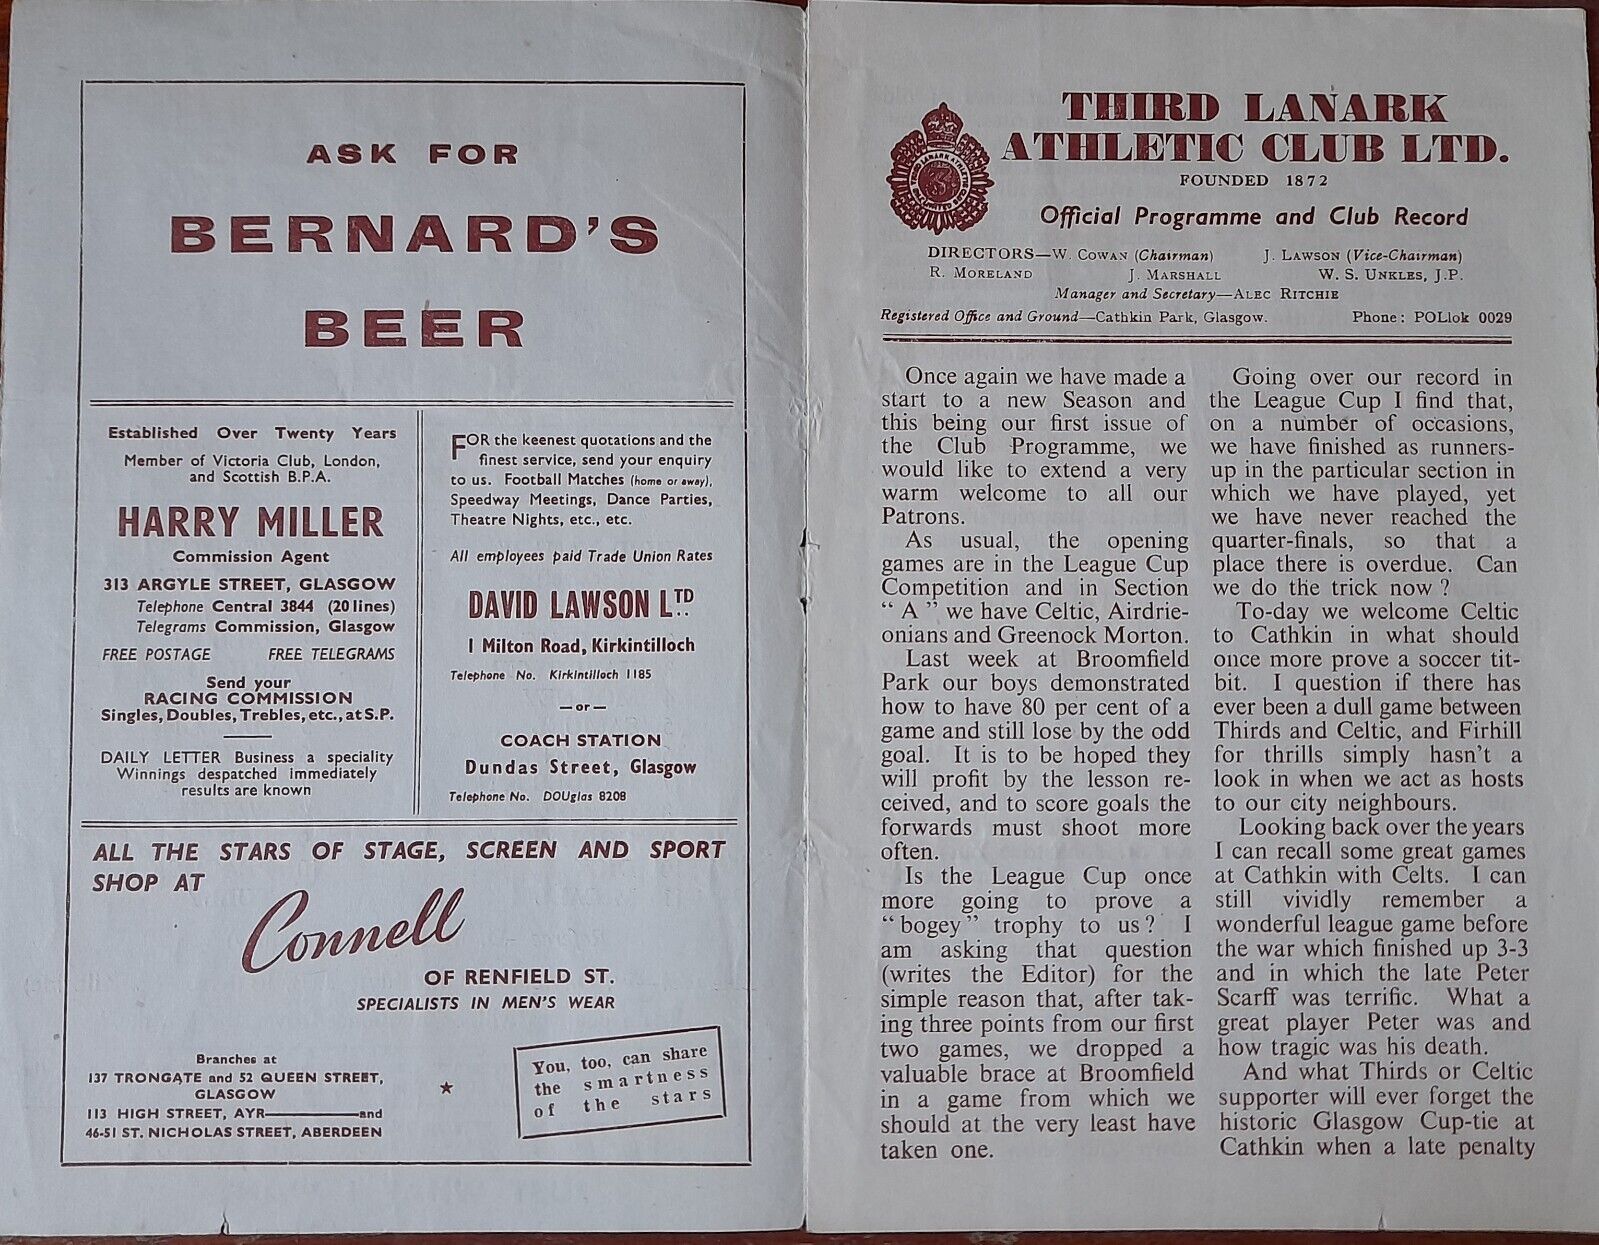 ASK FOR
BERNARD'S
BEER
Established Over Twenty Years
Member of Victoria Club, London,
and Scottish B.P.A.
HARRY MILLER
Commission Agent
313 ARGYLE STREET, GLASGOW
Telephone Central 3844 (20 lines)
Telegrams Commission, Glasgow
FREE POSTAGE FREE TELEGRAMS
Send your
RACING COMMISSION
Singles, Doubles, Trebles, etc., at S.P.
DAILY LETTER Business a speciality
Winnings despatched immediately
results are known
FOR the keenest quotations and the
finest service, send your enquiry
to us. Football Matches (home or away),
Speedway Meetings, Dance Parties,
Theatre Nights, etc., etc.
All employees paid Trade Union Rates
DAVID LAWSON LTD.
1 Milton Road, Kirkintilloch
Telephone No. Kirkintilloch 1185
—or—
COACH STATION
Dundas Street, Glasgow
Telephone No. DOUglas 8208
ALL THE STARS OF STAGE, SCREEN AND SPORT
SHOP AT
Connell
OF RENFIELD ST.
SPECIALISTS IN MEN'S WEAR
Branches at
137 TRONGATE and 52 QUEEN STREET,
GLASGOW
113 HIGH STREET, AYR———and
46-51 ST. NICHOLAS STREET, ABERDEEN
You, too, can share
the smartness
of the stars
THIRD LANARK
ATHLETIC CLUB LTD.
FOUNDED 1872
Official Programme and Club Record
DIRECTORS—W. COWAN (Chairman) J. LAWSON (Vice-Chairman)
R. MORELAND J. MARSHALL W. S. UNKLES, J.P.
Manager and Secretary—ALEC RITCHIE
Registered Office and Ground—Cathkin Park, Glasgow. Phone: POLlok 0029
Once again we have made a
start to a new Season and
this being our first issue of
the Club Programme, we
would like to extend a very
warm welcome to all our
Patrons.
As usual, the opening
games are in the League Cup
Competition and in Section
"A" we have Celtic, Airdrie-
onians and Greenock Morton.
Last week at Broomfield
Park our boys demonstrated
how to have 80 per cent of a
game and still lose by the odd
goal. It is to be hoped they
will profit by the lesson re-
ceived, and to score goals the
forwards must shoot more
often.
Is the League Cup once
more going to prove a
"bogey" trophy to us? I
am asking that question
(writes the Editor) for the
simple reason that, after tak-
ing three points from our first
two games, we dropped a
valuable brace at Broomfield
in a game from which we
should at the very least have
taken one.
Going over our record in
the League Cup I find that,
on a number of occasions,
we have finished as runners-
up in the particular section in
which we have played, yet
we have never reached the
quarter-finals, so that a
place there is overdue. Can
we do the trick now?
To-day we welcome Celtic
to Cathkin in what should
once more prove a soccer tit-
bit. I question if there has
ever been a dull game between
Thirds and Celtic, and Firhill
for thrills simply hasn't a
look in when we act as hosts
to our city neighbours.
Looking back over the years
I can recall some great games
at Cathkin with Celts. I can
still vividly remember a
wonderful league game before
the war which finished up 3-3
and in which the late Peter
Scarff was terrific. What a
great player Peter was and
how tragic was his death.
And what Thirds or Celtic
supporter will ever forget the
historic Glasgow Cup-tie at
Cathkin when a late penalty